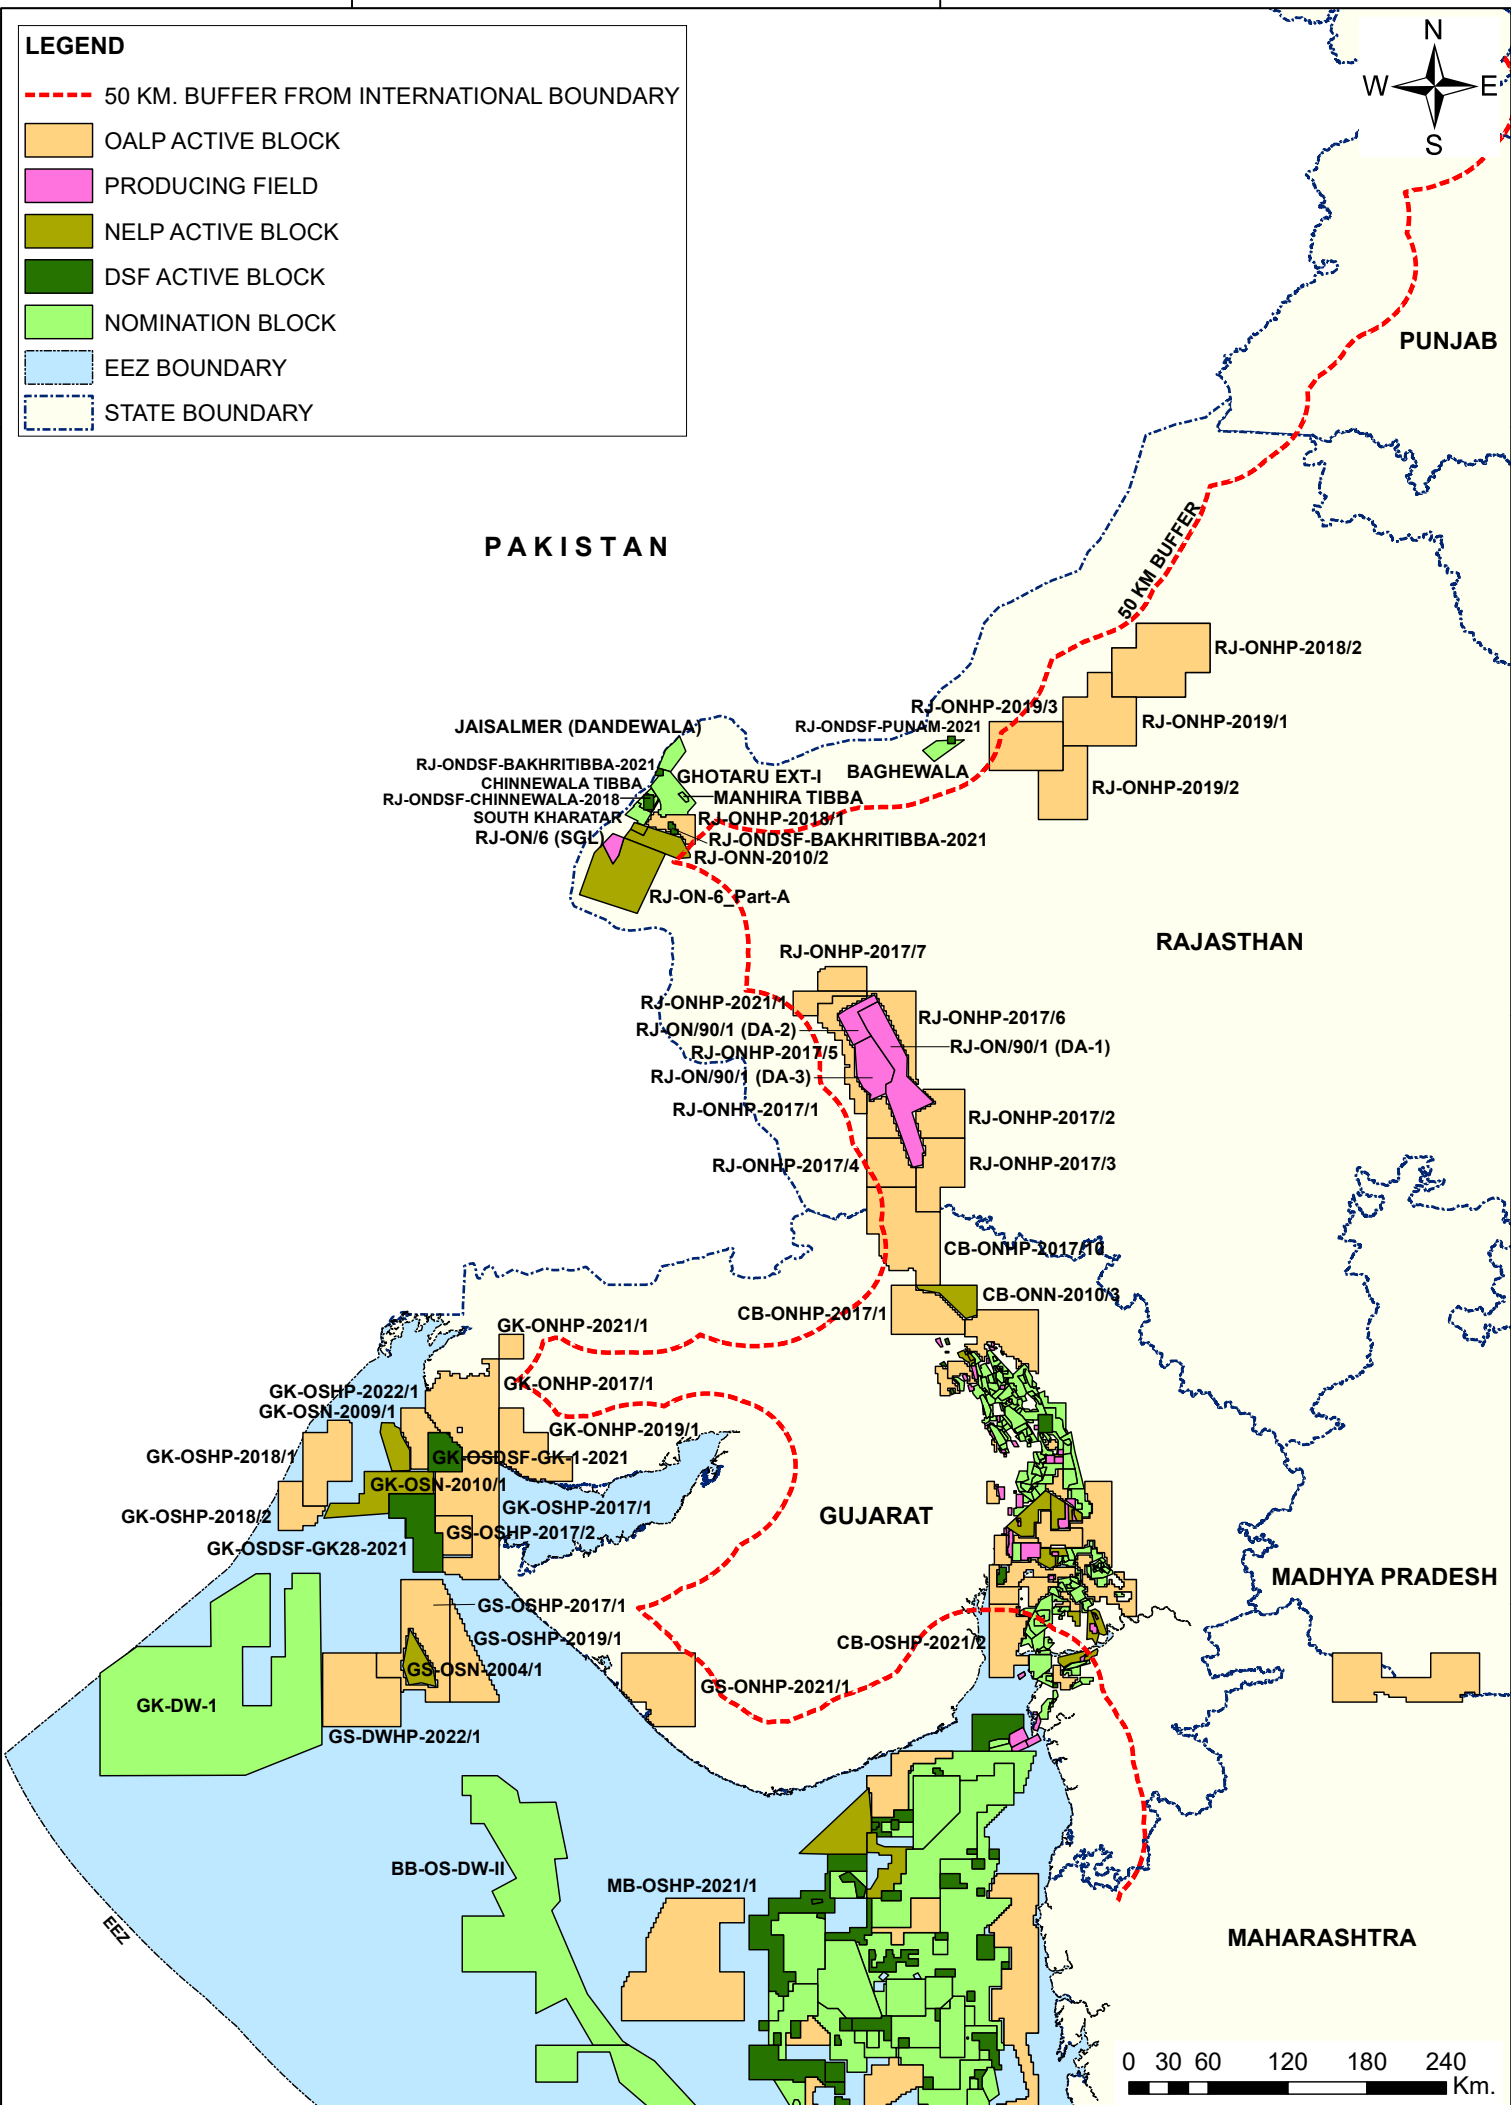 LEGEND
50 KM. BUFFER FROM INTERNATIONAL BOUNDARY
OALP ACTIVE BLOCK
PRODUCING FIELD
NELP ACTIVE BLOCK
DSF ACTIVE BLOCK
NOMINATION BLOCK
EEZ BOUNDARY
STATE BOUNDARY
N
W E
S
PUNJAB
PAKISTAN
50 KM BUFFER
RJ-ONHP-2018/2
RJ-ONHP-2019/3
RJ-ONHP-2019/1
JAISALMER (DANDEWALA)
RJ-ONDSF-PUNAM-2021
RJ-ONDSF-BAKHRITIBBA-2021
BAGHEWALA
GHOTARU EXT-I
CHINNEWALA TIBBA
RJ-ONHP-2019/2
RJ-ONDSF-CHINNEWALA-2018
MANHIRA TIBBA
SOUTH KHARATAR
RJ-ONHP-2018/1
RJ-ON/6 (SGL)
RJ-ONDSF-BAKHRITIBBA-2021
RJ-ONN-2010/2
RJ-ON-6_Part-A
RAJASTHAN
RJ-ONHP-2017/7
RJ-ONHP-2021/1
RJ-ONHP-2017/6
RJ-ON/90/1 (DA-2)
RJ-ON/90/1 (DA-1)
RJ-ONHP-2017/5
RJ-ON/90/1 (DA-3)
RJ-ONHP-2017/1
RJ-ONHP-2017/2
RJ-ONHP-2017/4
RJ-ONHP-2017/3
CB-ONHP-2017/10
CB-ONN-2010/3
CB-ONHP-2017/1
GK-ONHP-2021/1
GK-ONHP-2017/1
GK-OSHP-2022/1
GK-OSN-2009/1
GK-ONHP-2019/1
GK-OSHP-2018/1
GK-OSDSF-GK-1-2021
GK-OSN-2010/1
GK-OSHP-2018/2
GK-OSHP-2017/1
GUJARAT
GS-OSHP-2017/2
GK-OSDSF-GK28-2021
MADHYA PRADESH
GS-OSHP-2017/1
GS-OSHP-2019/1
CB-OSHP-2021/2
GS-OSN-2004/1
GS-ONHP-2021/1
GK-DW-1
GS-DWHP-2022/1
BB-OS-DW-II
MB-OSHP-2021/1
EEZ
MAHARASHTRA
0 30 60 120 180 240
Km.